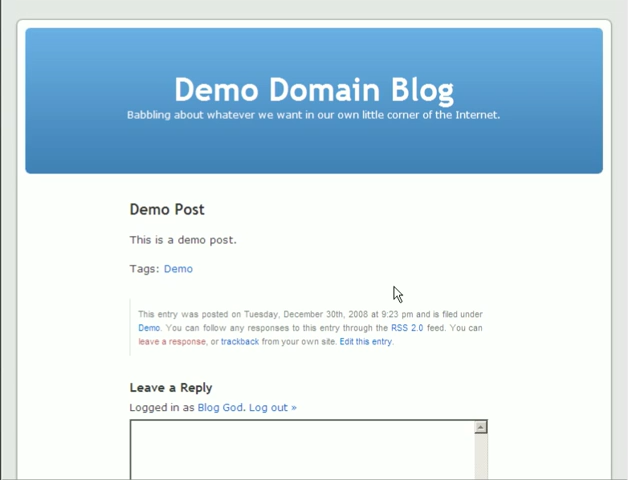 Demo Domain Blog
Babbling about whatever we want in our own little corner of the Internet.
Demo Post
This is a demo post.
Tags: Demo
This entry was posted on Tuesday, December 30th, 2008 at 9:23 pm and is filed under
Demo. You can follow any responses to this entry through the RSS 2.0 feed. You can
leave a response, or trackback from your own site. Edit this entry.
Leave a Reply
Logged in as Blog God. Log out »